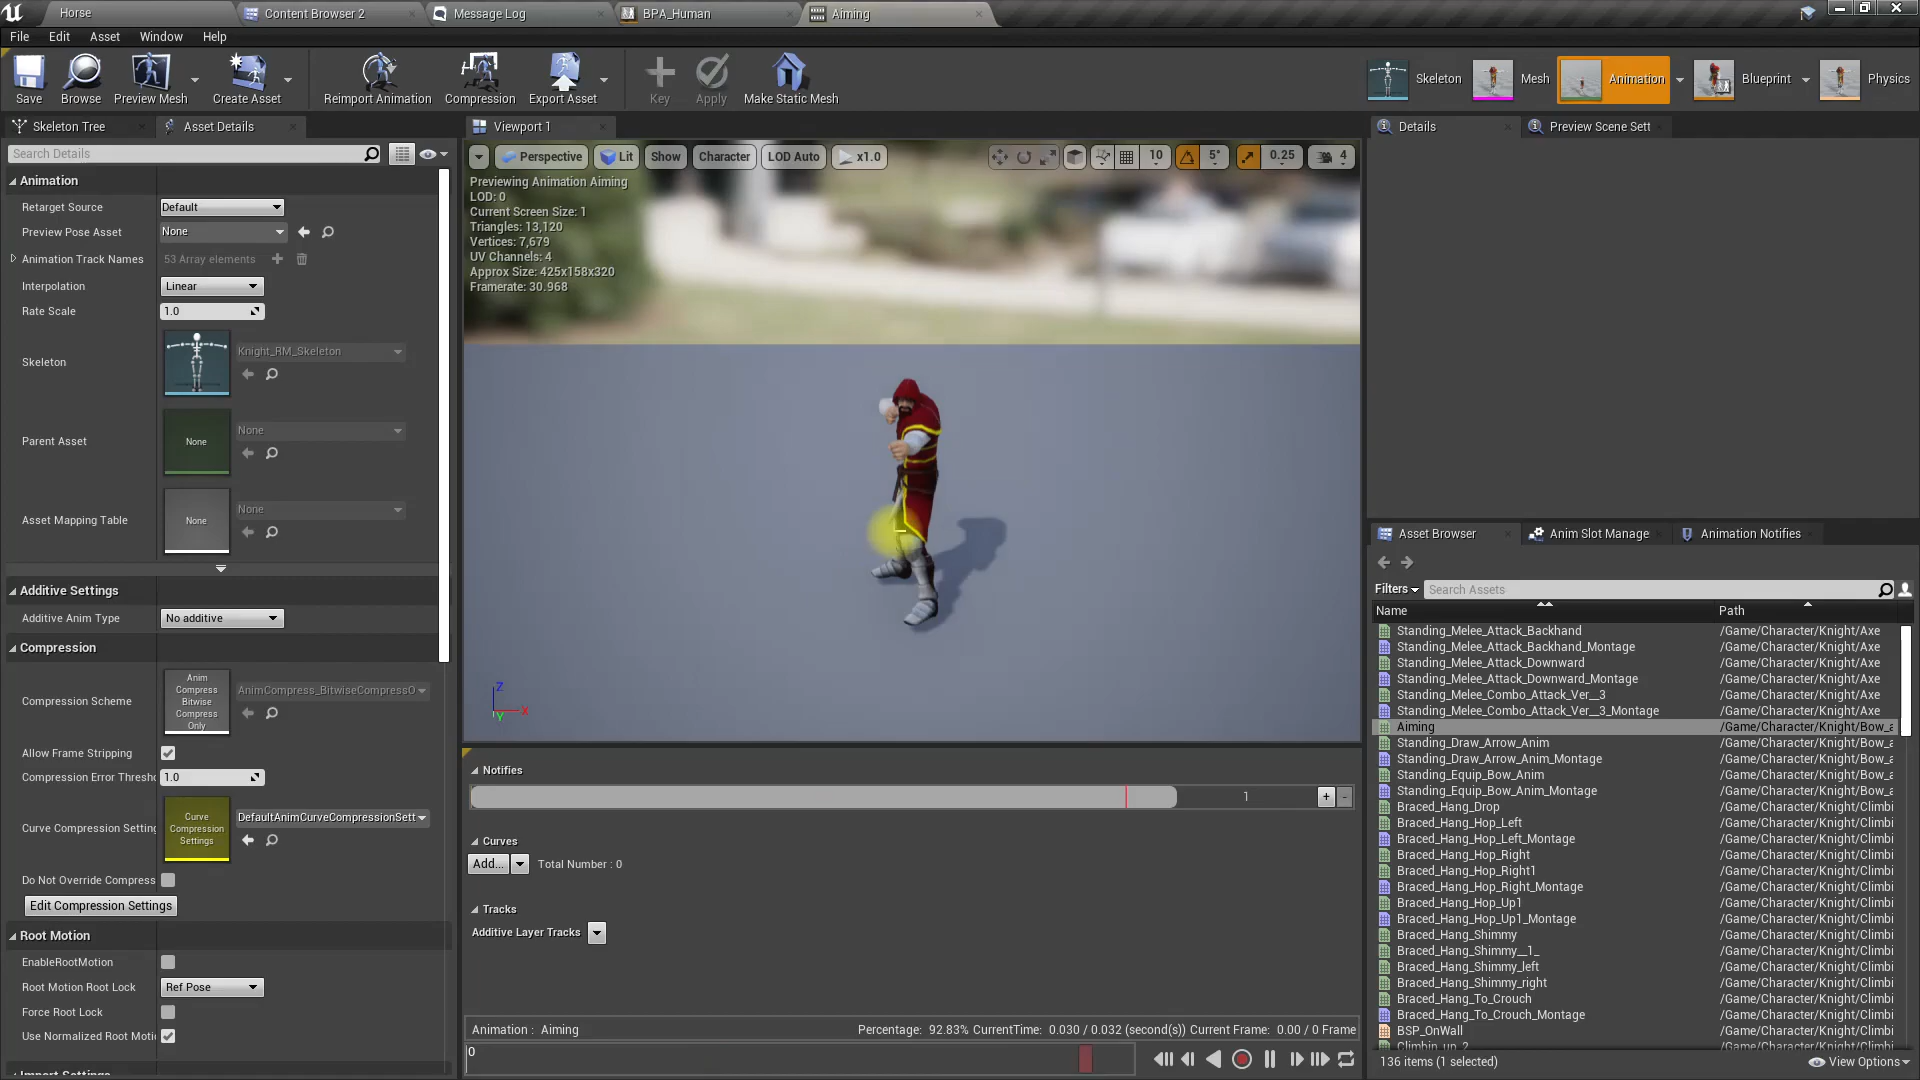 Horse
Content Browser 2
Message Log
BPA_Human
Aiming
File
Edit
Asset
Window
Help
Save
Browse
Preview Mesh
Create Asset
Reimport Animation
Compression
Export Asset
Key
Apply
Make Static Mesh
Skeleton
Mesh
Animation
Blueprint
Physics
Skeleton Tree
Asset Details
Viewport 1
Details
Preview Scene Sett
Search Details
Perspective
Lit
Show
Character
LOD Auto
x1.0
10
5°
0.25
4
Animation
Retarget Source
Default
Preview Pose Asset
None
Animation Track Names
53 Array elements
Interpolation
Linear
Rate Scale
1.0
Skeleton
Knight_RM_Skeleton
Parent Asset
None
None
Asset Mapping Table
None
None
Additive Settings
Additive Anim Type
No additive
Compression
Compression Scheme
Anim
Compress
Bitwise
Compress
Only
AnimCompress_BitwiseCompressO
Allow Frame Stripping
Compression Error Thresho
1.0
Curve Compression Setting
Curve
Compression
Settings
DefaultAnimCurveCompressionSett
Do Not Override Compress
Edit Compression Settings
Root Motion
EnableRootMotion
Root Motion Root Lock
Ref Pose
Force Root Lock
Use Normalized Root Motio
Previewing Animation Aiming
LOD: 0
Current Screen Size: 1
Triangles: 13,120
Vertices: 7,679
UV Channels: 4
Approx Size: 425x158x320
Framerate: 30.968
Z
X
Y
Notifies
1
+
-
Curves
Add...
Total Number : 0
Tracks
Additive Layer Tracks
Animation : Aiming
Percentage: 92.83% CurrentTime: 0.030 / 0.032 (second(s)) Current Frame: 0.00 / 0 Frame
0
Asset Browser
Anim Slot Manage
Animation Notifies
Filters
Search Assets
Name
Path
Standing_Melee_Attack_Backhand /Game/Character/Knight/Axe
Standing_Melee_Attack_Backhand_Montage /Game/Character/Knight/Axe
Standing_Melee_Attack_Downward /Game/Character/Knight/Axe
Standing_Melee_Attack_Downward_Montage /Game/Character/Knight/Axe
Standing_Melee_Combo_Attack_Ver__3 /Game/Character/Knight/Axe
Standing_Melee_Combo_Attack_Ver__3_Montage /Game/Character/Knight/Axe
Aiming /Game/Character/Knight/Bow_a
Standing_Draw_Arrow_Anim /Game/Character/Knight/Bow_a
Standing_Draw_Arrow_Anim_Montage /Game/Character/Knight/Bow_a
Standing_Equip_Bow_Anim /Game/Character/Knight/Bow_a
Standing_Equip_Bow_Anim_Montage /Game/Character/Knight/Bow_a
Braced_Hang_Drop /Game/Character/Knight/Climbi
Braced_Hang_Hop_Left /Game/Character/Knight/Climbi
Braced_Hang_Hop_Left_Montage /Game/Character/Knight/Climbi
Braced_Hang_Hop_Right /Game/Character/Knight/Climbi
Braced_Hang_Hop_Right1 /Game/Character/Knight/Climbi
Braced_Hang_Hop_Right_Montage /Game/Character/Knight/Climbi
Braced_Hang_Hop_Up1 /Game/Character/Knight/Climbi
Braced_Hang_Hop_Up1_Montage /Game/Character/Knight/Climbi
Braced_Hang_Shimmy /Game/Character/Knight/Climbi
Braced_Hang_Shimmy__1_ /Game/Character/Knight/Climbi
Braced_Hang_Shimmy_left /Game/Character/Knight/Climbi
Braced_Hang_Shimmy_right /Game/Character/Knight/Climbi
Braced_Hang_To_Crouch /Game/Character/Knight/Climbi
Braced_Hang_To_Crouch_Montage /Game/Character/Knight/Climbi
BSP_OnWall /Game/Character/Knight/Climbi
136 items (1 selected)
View Options